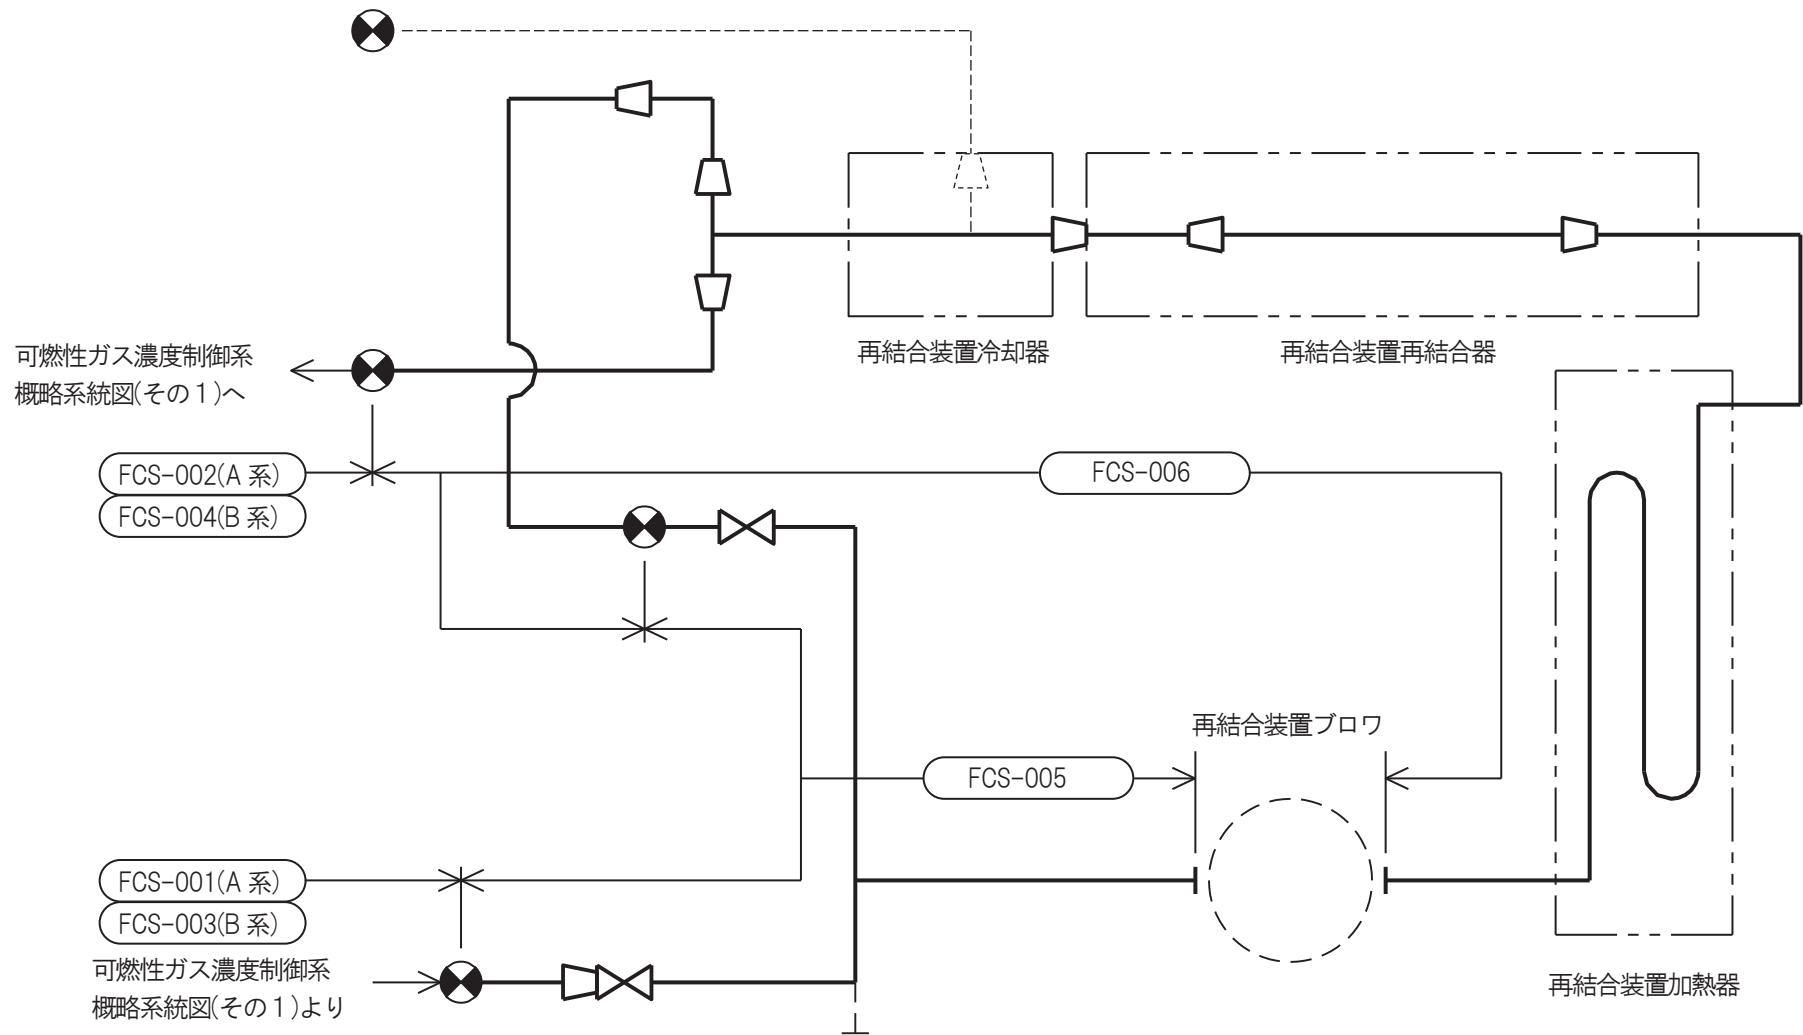 再結合装置冷却器
再結合装置再結合器
可燃性ガス濃度制御系
概略系統図(その１)へ
FCS-002(A 系)
FCS-004(B 系)
FCS-006
再結合装置ブロワ
FCS-005
FCS-001(A 系)
FCS-003(B 系)
可燃性ガス濃度制御系
概略系統図(その１)より
再結合装置加熱器